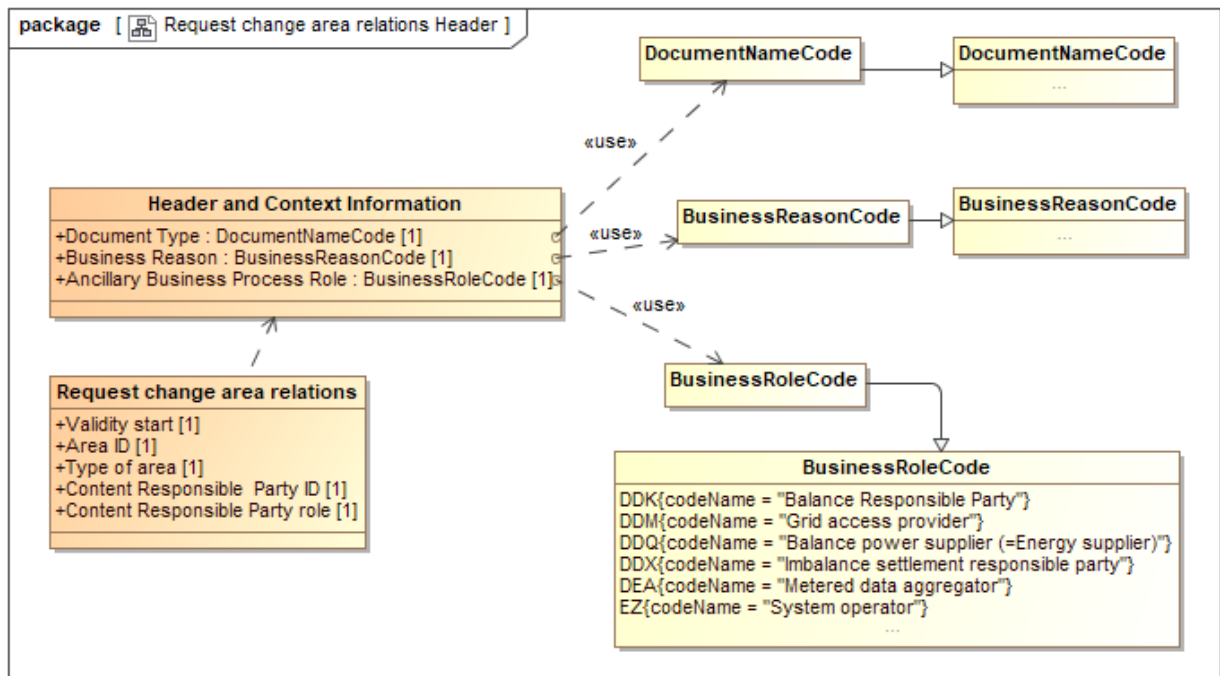 package [ Request change area relations Header ]
DocumentNameCode
DocumentNameCode
...
«use»
Header and Context Information
+Document Type : DocumentNameCode [1]
+Business Reason : BusinessReasonCode [1]
+Ancillary Business Process Role : BusinessRoleCode [1]
«use»
BusinessReasonCode
BusinessReasonCode
...
«use»
Request change area relations
+Validity start [1]
+Area ID [1]
+Type of area [1]
+Content Responsible  Party ID [1]
+Content Responsible Party role [1]
BusinessRoleCode
BusinessRoleCode
DDK{codeName = "Balance Responsible Party"}
DDM{codeName = "Grid access provider"}
DDQ{codeName = "Balance power supplier (=Energy supplier)"}
DDX{codeName = "Imbalance settlement responsible party"}
DEA{codeName = "Metered data aggregator"}
EZ{codeName = "System operator"}
...